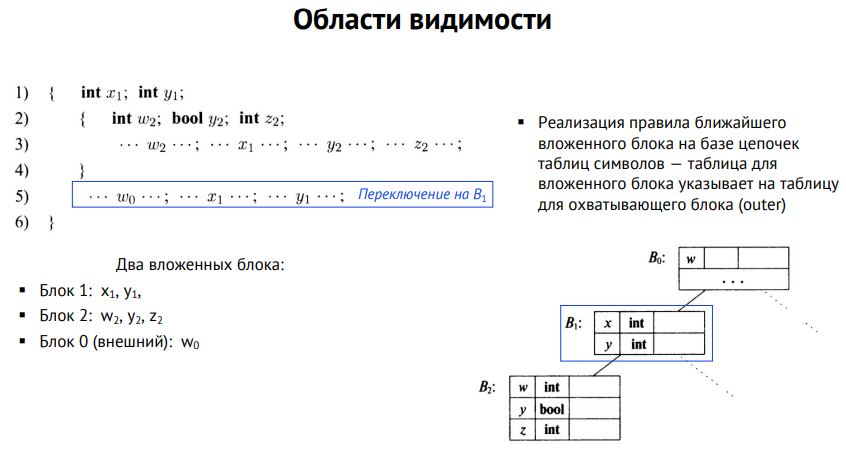 Области видимости
1) { int x₁; int y₁;
2) { int w₂; bool y₂; int z₂;
3) ··· w₂ ···; ··· x₁ ···; ··· y₂ ···; ··· z₂ ···;
4) }
5) ··· w₀ ···; ··· x₁ ···; ··· y₁ ···; Переключение на B₁
6) }
Два вложенных блока:
▪ Блок 1: x₁, y₁,
▪ Блок 2: w₂, y₂, z₂
▪ Блок 0 (внешний): w₀
▪ Реализация правила ближайшего
вложенного блока на базе цепочек
таблиц символов — таблица для
вложенного блока указывает на таблицу
для охватывающего блока (outer)
B₀: w
...
B₁: x int
y int
B₂: w int
y bool
z int